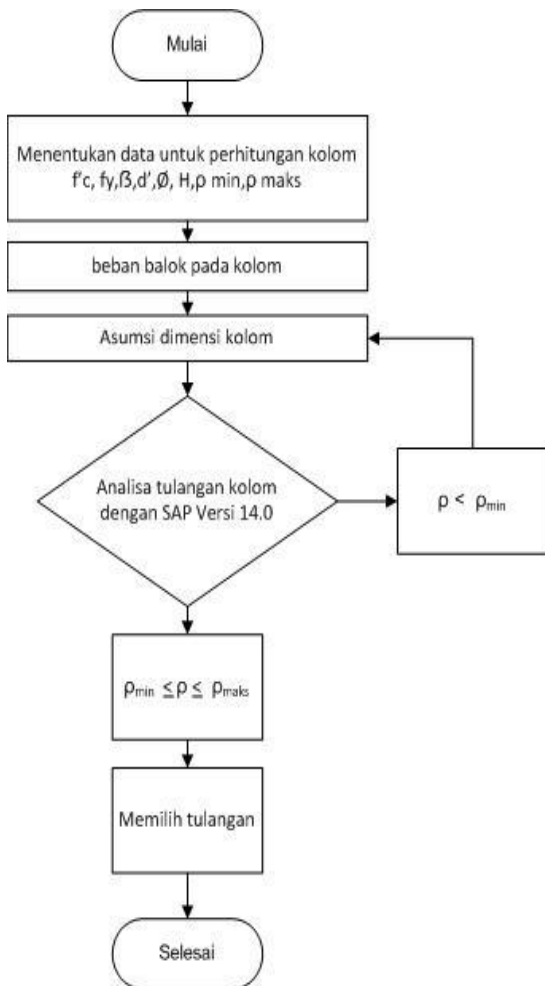 Mulai
Menentukan data untuk perhitungan kolom
f'c, fy,ß,d',Ø, H,ρ min,ρ maks
beban balok pada kolom
Asumsi dimensi kolom
Analisa tulangan kolom
dengan SAP Versi 14.0
ρ < ρmin
ρmin ≤ρ≤ ρmaks
Memilih tulangan
Selesai